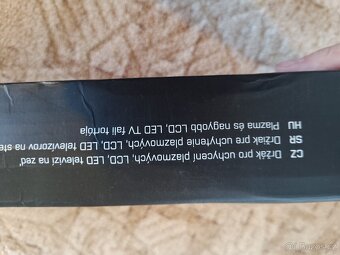 CZ Držák pro uchycení plazmových, LCD, LED televizí na zeď
SR Držiak pre uchytenie plazmových, LCD, LED televízorov na ste
HU Plazma és nagyobb LCD, LED TV fali tartója